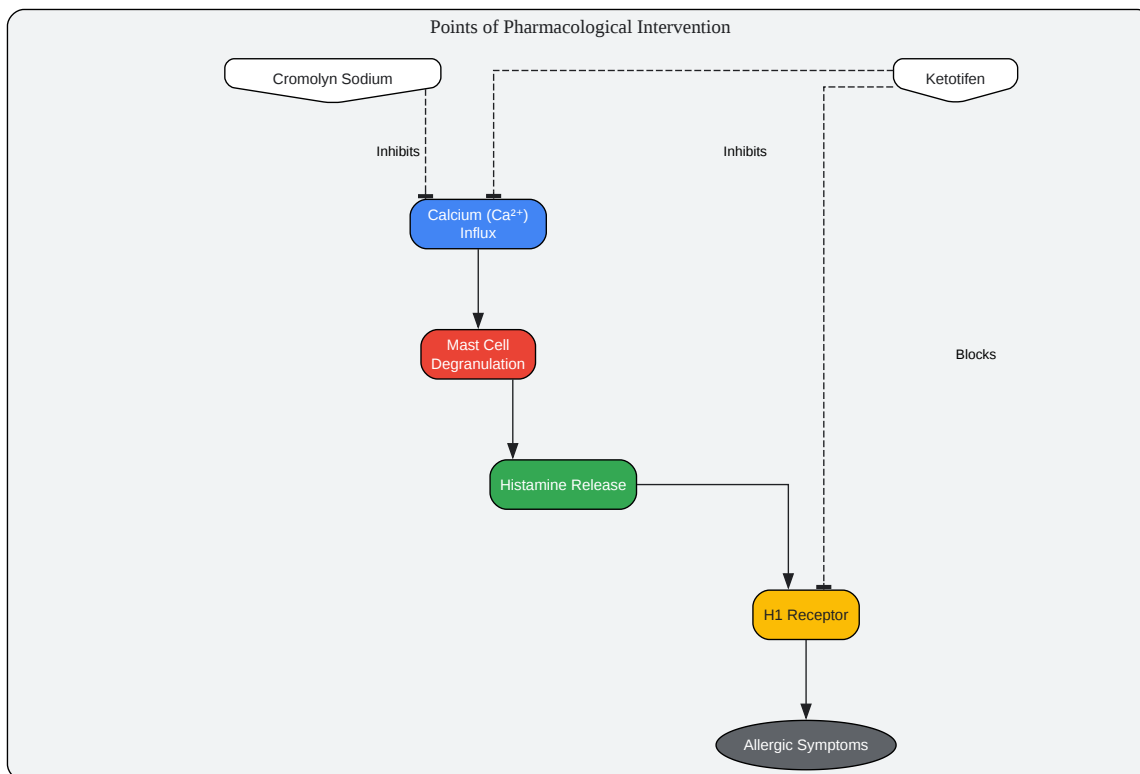 Points of Pharmacological Intervention
Cromolyn Sodium
Ketotifen
Inhibits
Inhibits
Calcium (Ca²⁺)
Influx
Mast Cell
Degranulation
Blocks
Histamine Release
H1 Receptor
Allergic Symptoms